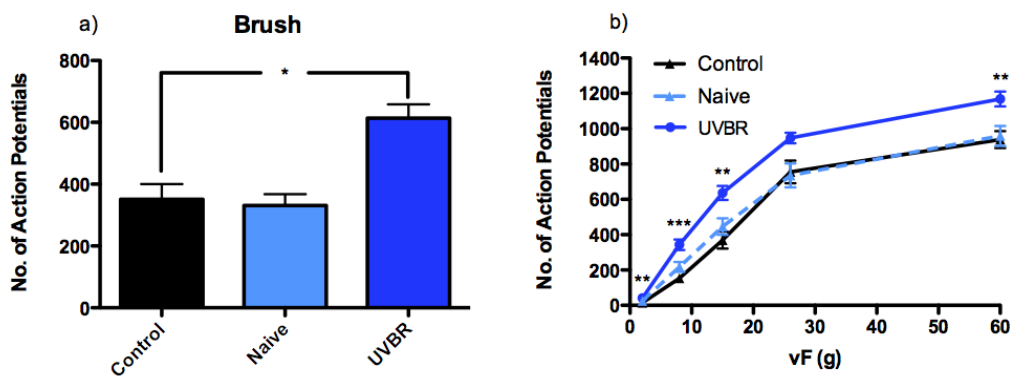 a)
Brush
No. of Action Potentials
800
600
400
200
0
*
Control
Naive
UVBR
b)
No. of Action Potentials
1400
1200
1000
800
600
400
200
0
Control
Naive
UVBR
**
***
**
**
0
10
20
30
40
50
60
vF (g)